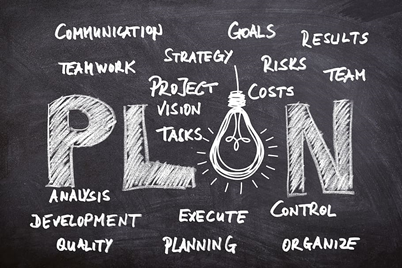 COMMUNICATION
GOALS
RESULTS
STRATEGY
TEAMWORK
RISKS
TEAM
PROJECT
VISION
COSTS
TASKS
PLAN
ANALYSIS
DEVELOPMENT
EXECUTE
CONTROL
QUALITY
PLANNING
ORGANIZE